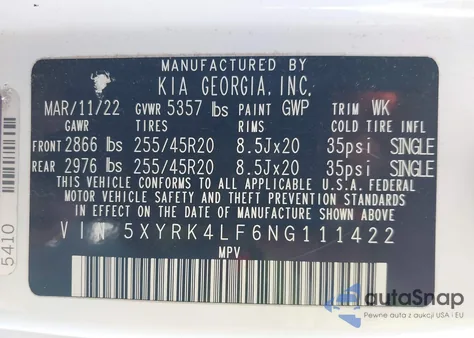 MANUFACTURED BY
KIA GEORGIA, INC.
MAR/11/22 GVWR 5357 lbs PAINT GWP TRIM WK
GAWR TIRES RIMS COLD TIRE INFL
FRONT 2866 lbs 255/45R20 8.5Jx20 35psi SINGLE
REAR 2976 lbs 255/45R20 8.5Jx20 35psi SINGLE
THIS VEHICLE CONFORMS TO ALL APPLICABLE U.S.A. FEDERAL
MOTOR VEHICLE SAFETY, BUMPER, AND THEFT PREVENTION STANDARDS
IN EFFECT ON THE DATE OF MANUFACTURE SHOWN ABOVE.
VIN 5XYRK4LF6NG111422
MPV
5410
autoSnap
Pewne auta z aukcji USA i EU